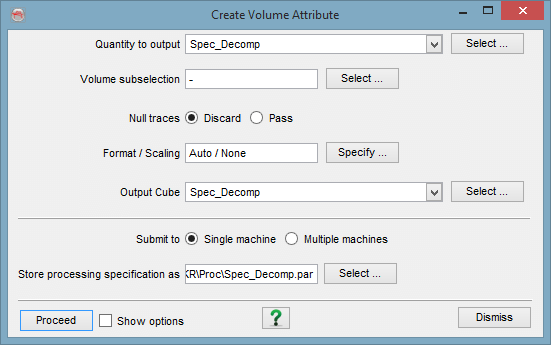 Create Volume Attribute
Quantity to output Spec_Decomp Select ...
Volume subselection - Select ...
Null traces Discard Pass
Format / Scaling Auto / None Specify ...
Output Cube Spec_Decomp Select ...
Submit to Single machine Multiple machines
Store processing specification as KR\Proc\Spec_Decomp.par Select ...
Proceed Show options ? Dismiss